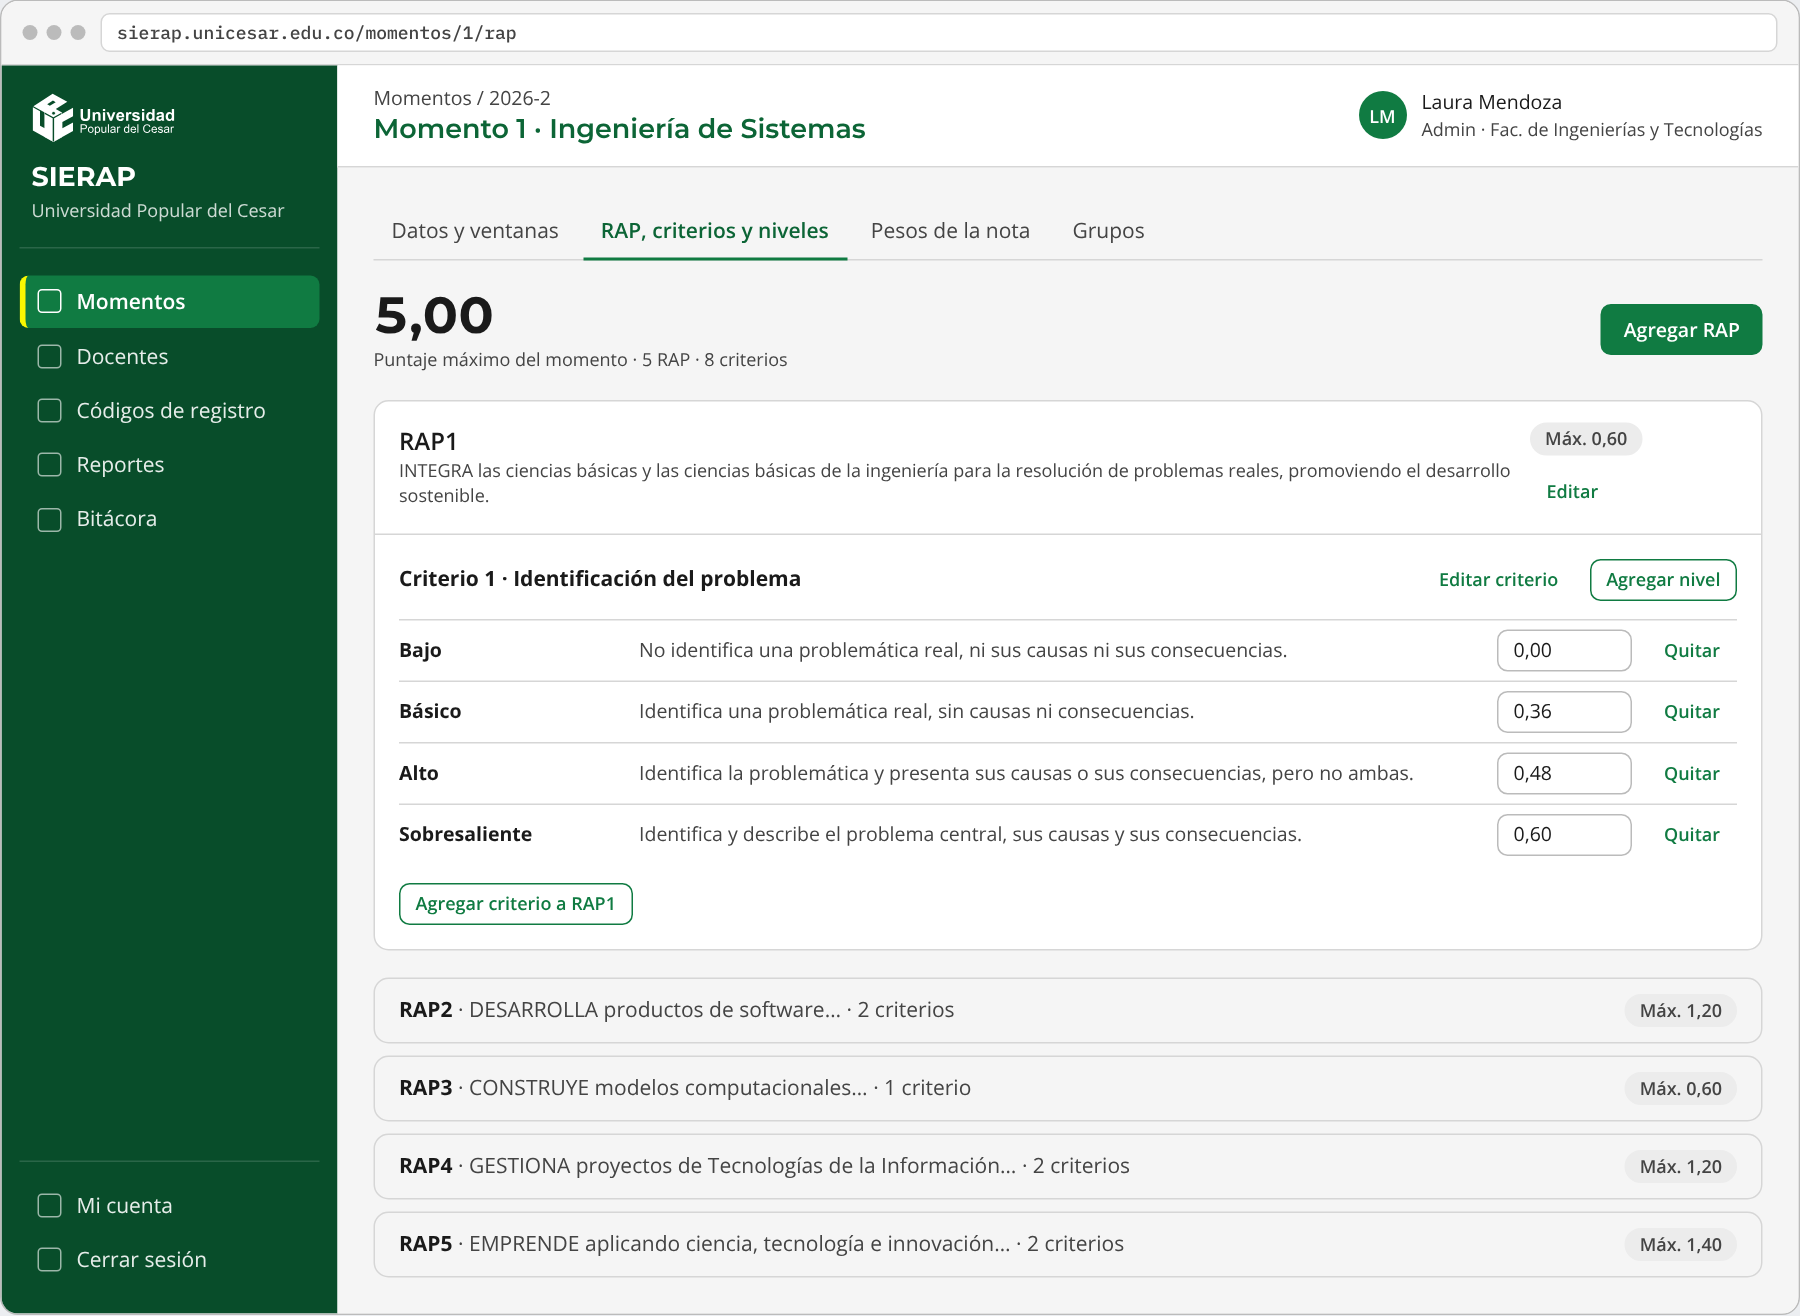 sierap.unicesar.edu.co/momentos/1/rap
Universidad
Popular del Cesar
SIERAP
Universidad Popular del Cesar
Momentos
Docentes
Códigos de registro
Reportes
Bitácora
Mi cuenta
Cerrar sesión
Momentos / 2026-2
Momento 1 · Ingeniería de Sistemas
LM
Laura Mendoza
Admin · Fac. de Ingenierías y Tecnologías
Datos y ventanas
RAP, criterios y niveles
Pesos de la nota
Grupos
5,00
Puntaje máximo del momento · 5 RAP · 8 criterios
Agregar RAP
RAP1
INTEGRA las ciencias básicas y las ciencias básicas de la ingeniería para la resolución de problemas reales, promoviendo el desarrollo
sostenible.
Máx. 0,60
Editar
Criterio 1 · Identificación del problema
Editar criterio
Agregar nivel
Bajo
No identifica una problemática real, ni sus causas ni sus consecuencias.
0,00
Quitar
Básico
Identifica una problemática real, sin causas ni consecuencias.
0,36
Quitar
Alto
Identifica la problemática y presenta sus causas o sus consecuencias, pero no ambas.
0,48
Quitar
Sobresaliente
Identifica y describe el problema central, sus causas y sus consecuencias.
0,60
Quitar
Agregar criterio a RAP1
RAP2 · DESARROLLA productos de software... · 2 criterios
Máx. 1,20
RAP3 · CONSTRUYE modelos computacionales... · 1 criterio
Máx. 0,60
RAP4 · GESTIONA proyectos de Tecnologías de la Información... · 2 criterios
Máx. 1,20
RAP5 · EMPRENDE aplicando ciencia, tecnología e innovación... · 2 criterios
Máx. 1,40